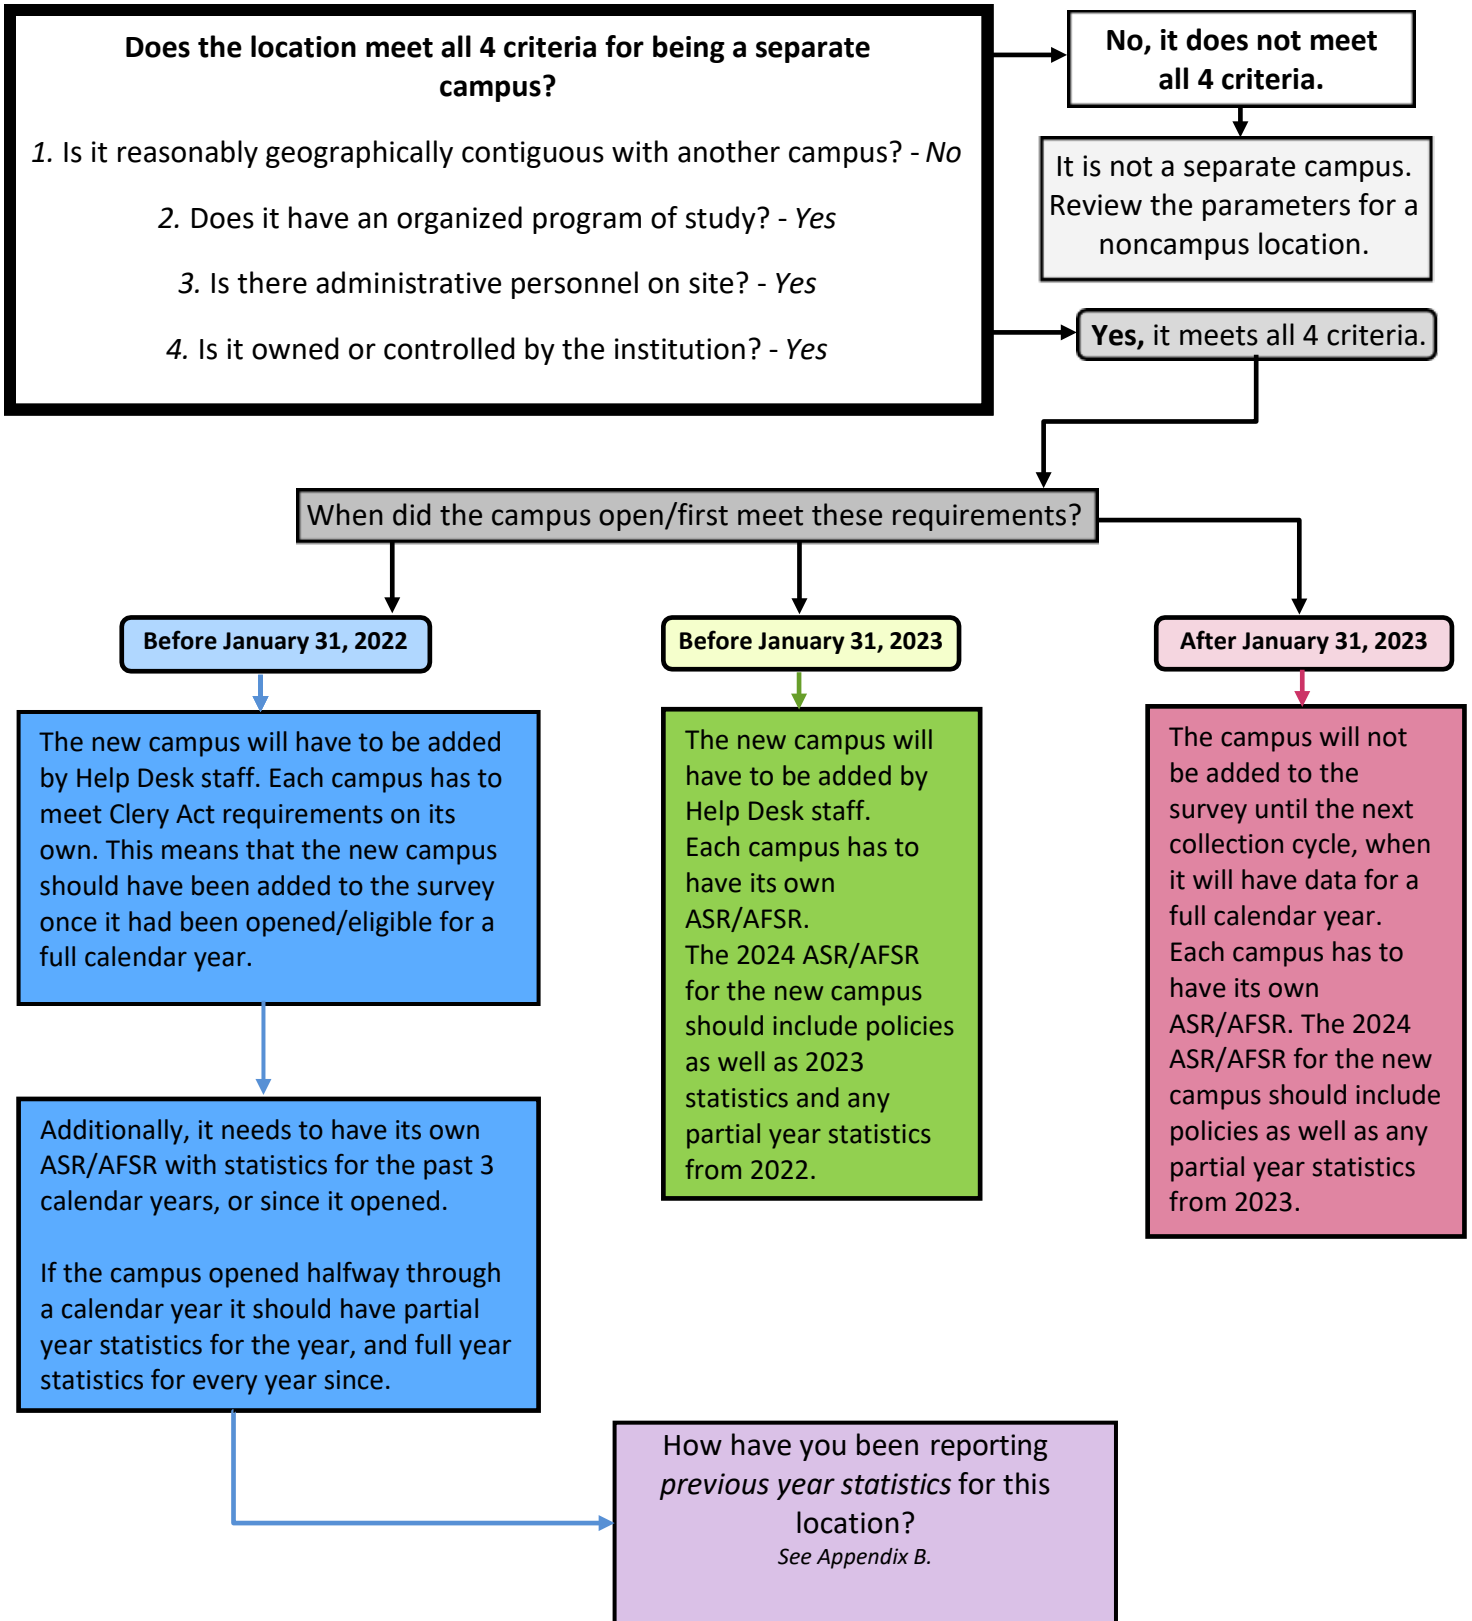 Does the location meet all 4 criteria for being a separate
campus?
1. Is it reasonably geographically contiguous with another campus? - No
2. Does it have an organized program of study? - Yes
3. Is there administrative personnel on site? - Yes
4. Is it owned or controlled by the institution? - Yes
No, it does not meet
all 4 criteria.
It is not a separate campus.
Review the parameters for a
noncampus location.
Yes, it meets all 4 criteria.
When did the campus open/first meet these requirements?
Before January 31, 2022
The new campus will have to be added
by Help Desk staff. Each campus has to
meet Clery Act requirements on its
own. This means that the new campus
should have been added to the survey
once it had been opened/eligible for a
full calendar year.
Additionally, it needs to have its own
ASR/AFSR with statistics for the past 3
calendar years, or since it opened.
If the campus opened halfway through
a calendar year it should have partial
year statistics for the year, and full year
statistics for every year since.
Before January 31, 2023
The new campus will
have to be added by
Help Desk staff.
Each campus has to
have its own
ASR/AFSR.
The 2024 ASR/AFSR
for the new campus
should include policies
as well as 2023
statistics and any
partial year statistics
from 2022.
After January 31, 2023
The campus will not
be added to the
survey until the next
collection cycle, when
it will have data for a
full calendar year.
Each campus has to
have its own
ASR/AFSR. The 2024
ASR/AFSR for the new
campus should include
policies as well as any
partial year statistics
from 2023.
How have you been reporting
previous year statistics for this
location?
See Appendix B.